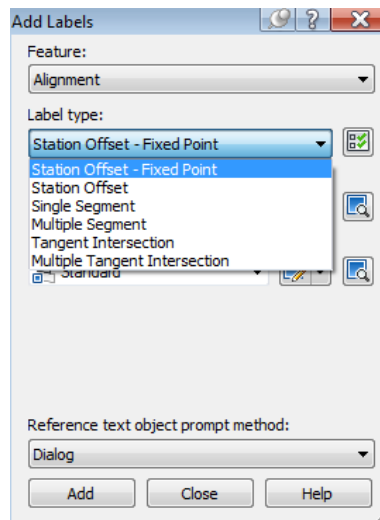 Add Labels
Feature:
Alignment
Label type:
Station Offset - Fixed Point
Station Offset - Fixed Point
Station Offset
Single Segment
Multiple Segment
Tangent Intersection
Multiple Tangent Intersection
Standard
Reference text object prompt method:
Dialog
Add Close Help